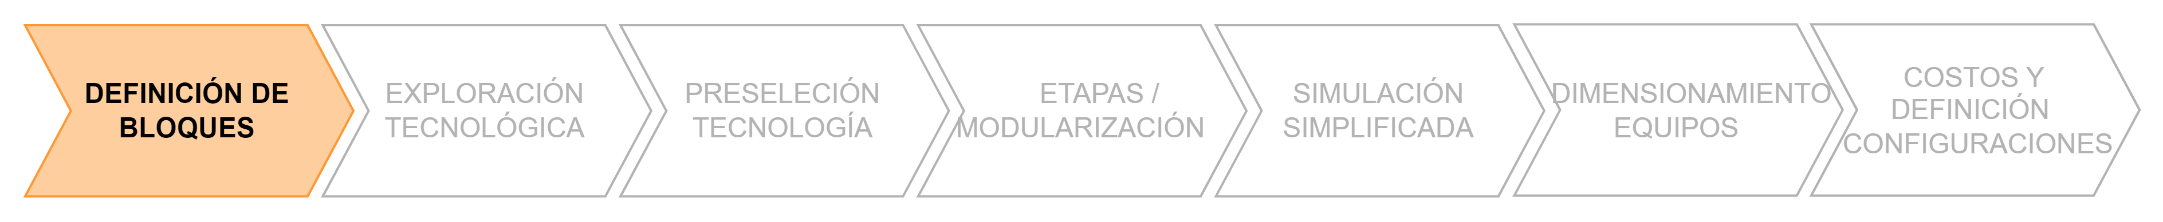 DEFINICIÓN DE
BLOQUES
EXPLORACIÓN
TECNOLÓGICA
PRESELECIÓN
TECNOLOGÍA
ETAPAS /
MODULARIZACIÓN
SIMULACIÓN
SIMPLIFICADA
DIMENSIONAMIENTO
EQUIPOS
COSTOS Y
DEFINICIÓN
CONFIGURACIONES